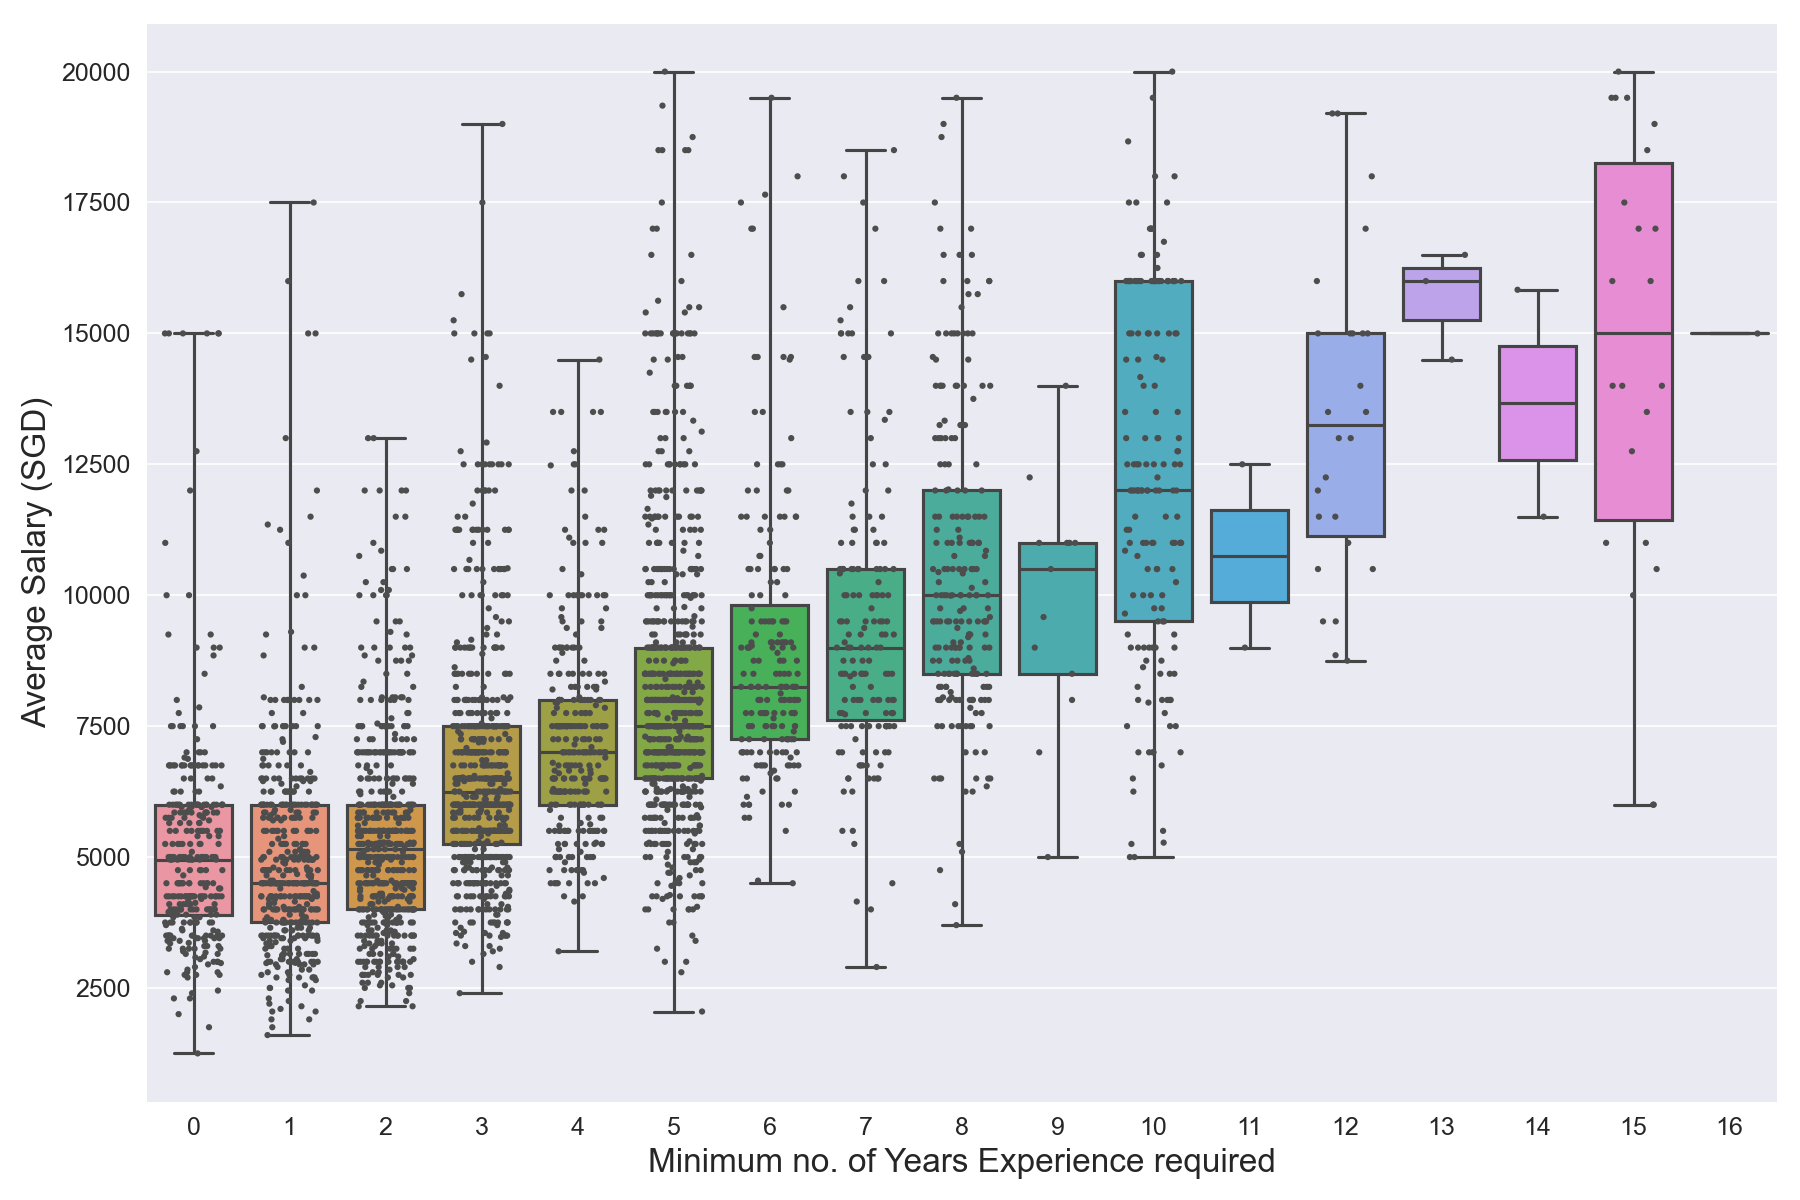 20000
17500
15000
12500
10000
7500
5000
2500
Average Salary (SGD)
0 1 2 3 4 5 6 7 8 9 10 11 12 13 14 15 16
Minimum no. of Years Experience required